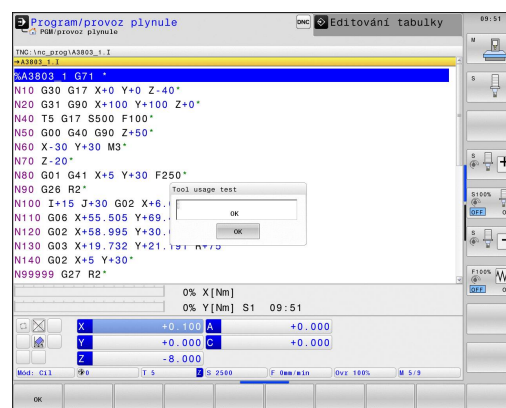 Program/provoz plynule
PGM/provoz plynule
DNC
Editování tabulky
09:51
TNC:\nc_prog\A3803_1.I
→A3803_1.I
%A3803_1 G71 *
N10 G30 G17 X+0 Y+0 Z-40*
N20 G31 G90 X+100 Y+100 Z+0*
N40 T5 G17 S500 F100*
N50 G00 G40 G90 Z+50*
N60 X-30 Y+30 M3*
N70 Z-20*
N80 G01 G41 X+5 Y+30 F250*
N90 G26 R2*
N100 I+15 J+30 G02 X+6.
N110 G06 X+55.505 Y+69.
N120 G02 X+58.995 Y+30.
N130 G03 X+19.732 Y+21.191 R+75
N140 G02 X+5 Y+30*
N99999 G27 R2*
Tool usage test
OK
OK
0% X[Nm]
0% Y[Nm] S1 09:51
X +0.100 A +0.000
Y +0.000 C +0.000
Z -8.000
Mód: Cíl 0 T 5 Z S 2500 F 0mm/min Ovr 100% M 5/9
OK
M
S
S
S100%
OFF
S
F100%
OFF